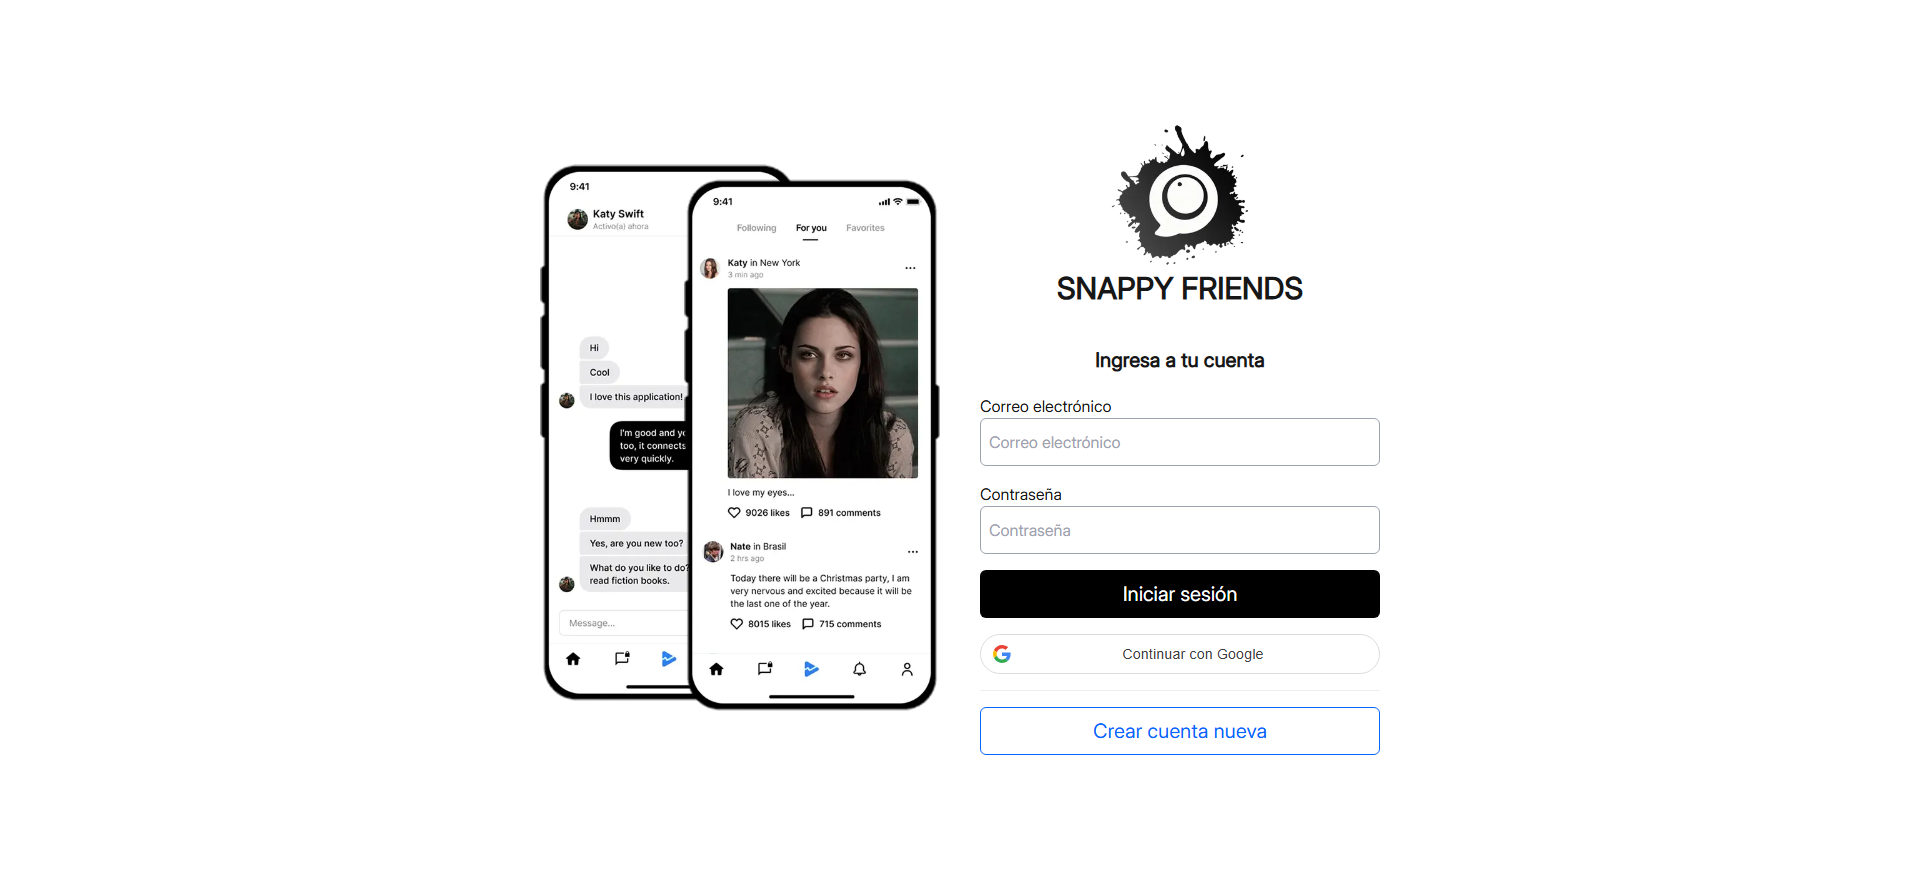 9:41
Katy Swift
Activo(a) ahora
Hi
Cool
I love this application!
I'm good and yo
too, it connects
very quickly.
Hmmm
Yes, are you new too?
What do you like to do?
read fiction books.
Message...
9:41
Following
For you
Favorites
Katy in New York
3 min ago
I love my eyes...
9026 likes
891 comments
Nate in Brasil
2 hrs ago
Today there will be a Christmas party, I am
very nervous and excited because it will be
the last one of the year.
8015 likes
715 comments
SNAPPY FRIENDS
Ingresa a tu cuenta
Correo electrónico
Correo electrónico
Contraseña
Contraseña
Iniciar sesión
Continuar con Google
Crear cuenta nueva